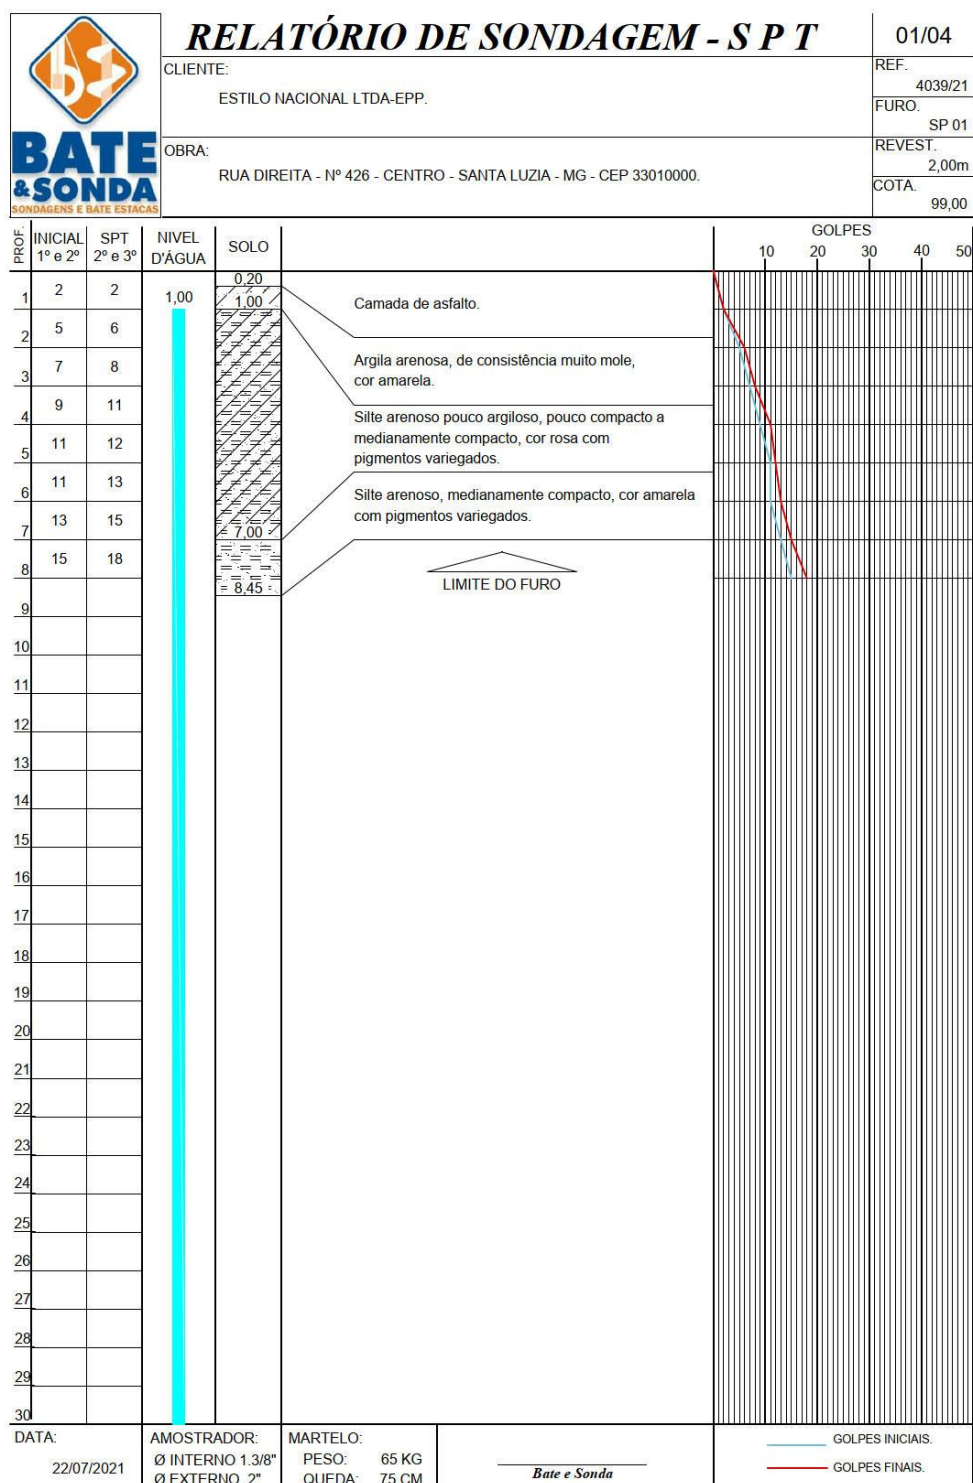 RELATÓRIO DE SONDAGEM - S P T
01/04
BATE
&SONDA
SONDAGENS E BATE ESTACAS
CLIENTE:
ESTILO NACIONAL LTDA-EPP.
REF.
4039/21
FURO.
SP 01
OBRA:
RUA DIREITA - Nº 426 - CENTRO - SANTA LUZIA - MG - CEP 33010000.
REVEST.
2,00m
COTA.
99,00
PROF.
INICIAL
1º e 2º
SPT
2º e 3º
NIVEL
D'ÁGUA
SOLO
GOLPES
10 20 30 40 50
0,20
1 2 2 1,00 1,00
Camada de asfalto.
2 5 6
3 7 8
Argila arenosa, de consistência muito mole,
cor amarela.
4 9 11
Silte arenoso pouco argiloso, pouco compacto a
medianamente compacto, cor rosa com
pigmentos variegados.
5 11 12
6 11 13
Silte arenoso, medianamente compacto, cor amarela
com pigmentos variegados.
7 13 15 7,00
8 15 18
LIMITE DO FURO
8,45
9
10
11
12
13
14
15
16
17
18
19
20
21
22
23
24
25
26
27
28
29
30
DATA:
22/07/2021
AMOSTRADOR:
Ø INTERNO 1.3/8"
Ø EXTERNO 2"
MARTELO:
PESO: 65 KG
QUEDA: 75 CM
Bate e Sonda
GOLPES INICIAIS.
GOLPES FINAIS.